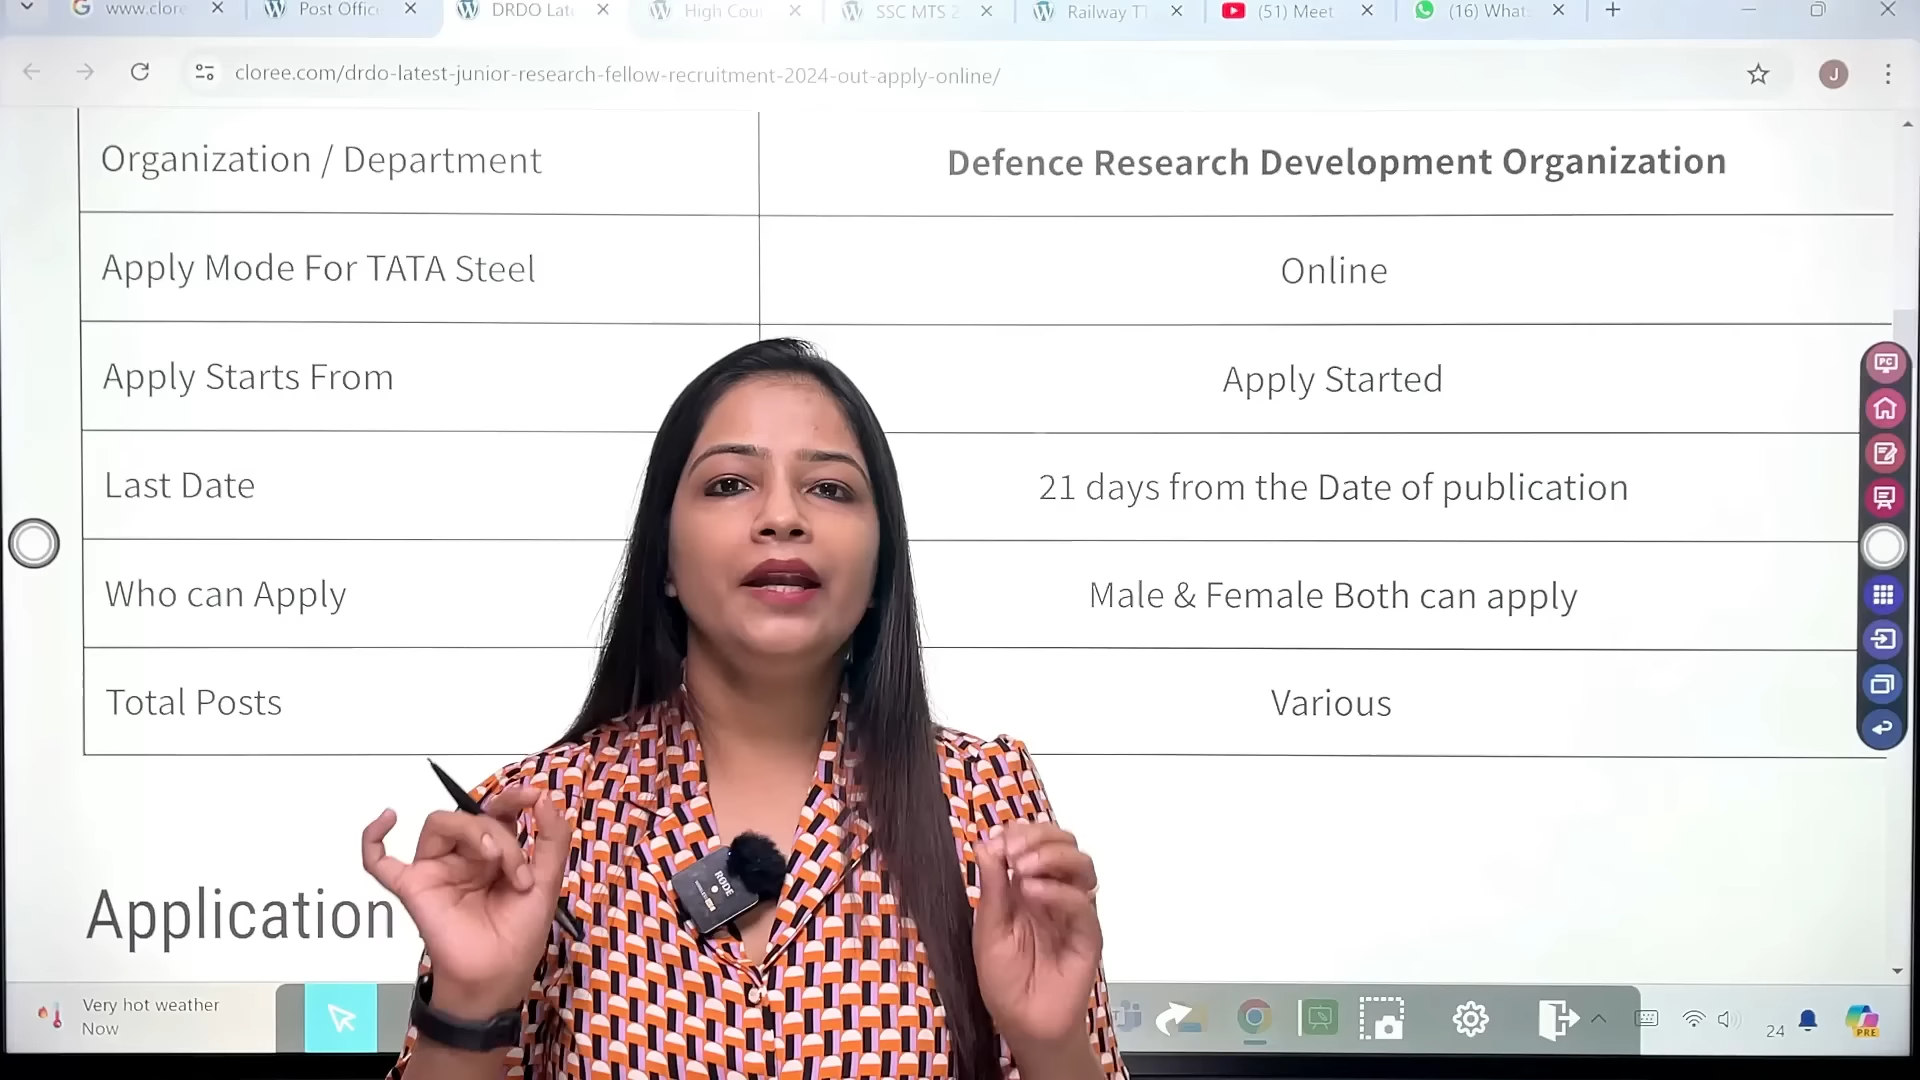 www.clore
Post Offic
DRDO Lat
High Cou
SSC MTS 2
Railway T
(51) Meet
(16) What
cloree.com/drdo-latest-junior-research-fellow-recruitment-2024-out-apply-online/
J
Organization / Department
Defence Research Development Organization
Apply Mode For TATA Steel
Online
Apply Starts From
Apply Started
Last Date
21 days from the Date of publication
Who can Apply
Male & Female Both can apply
Total Posts
Various
PC
RODE
Application
Very hot weather
Now
24
PRE